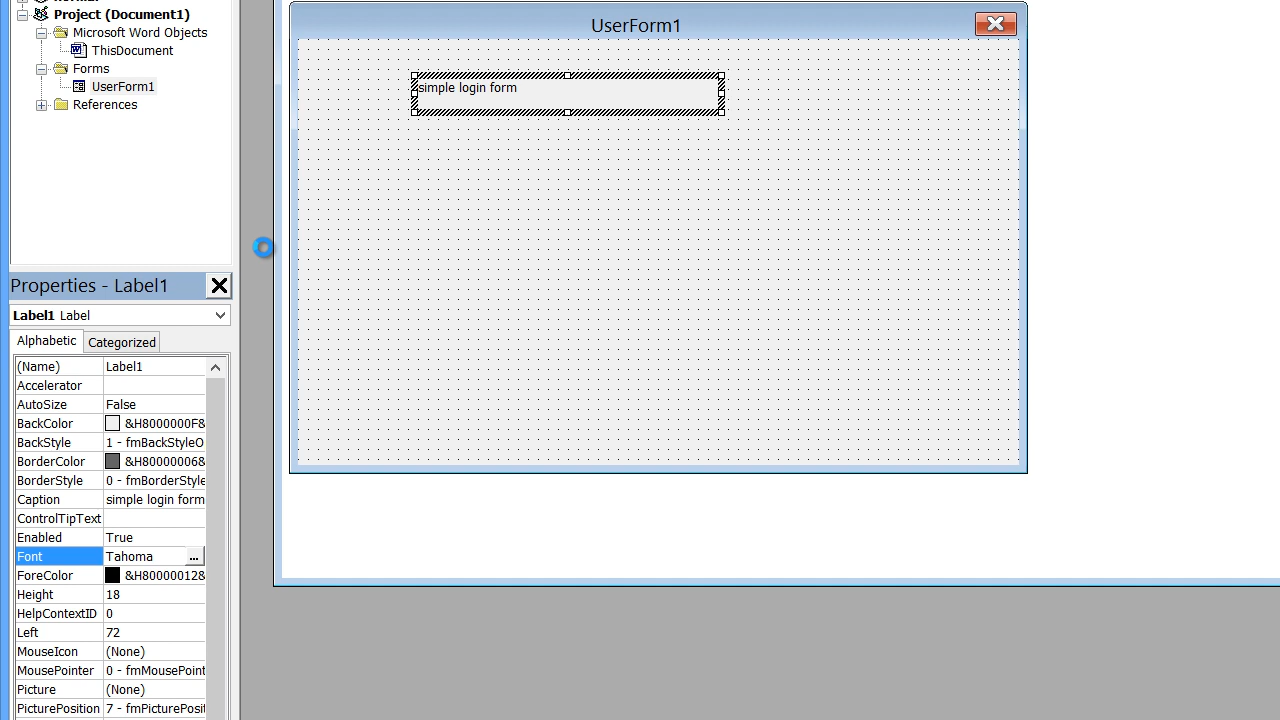 Project (Document1)
Microsoft Word Objects
ThisDocument
Forms
UserForm1
References
Properties - Label1
Label1 Label
Alphabetic
Categorized
(Name) Label1
Accelerator
AutoSize False
BackColor &H8000000F&
BackStyle 1 - fmBackStyleO
BorderColor &H80000006&
BorderStyle 0 - fmBorderStyle
Caption simple login form
ControlTipText
Enabled True
Font Tahoma ...
ForeColor &H80000012&
Height 18
HelpContextID 0
Left 72
MouseIcon (None)
MousePointer 0 - fmMousePoint
Picture (None)
PicturePosition 7 - fmPicturePosit
UserForm1
simple login form